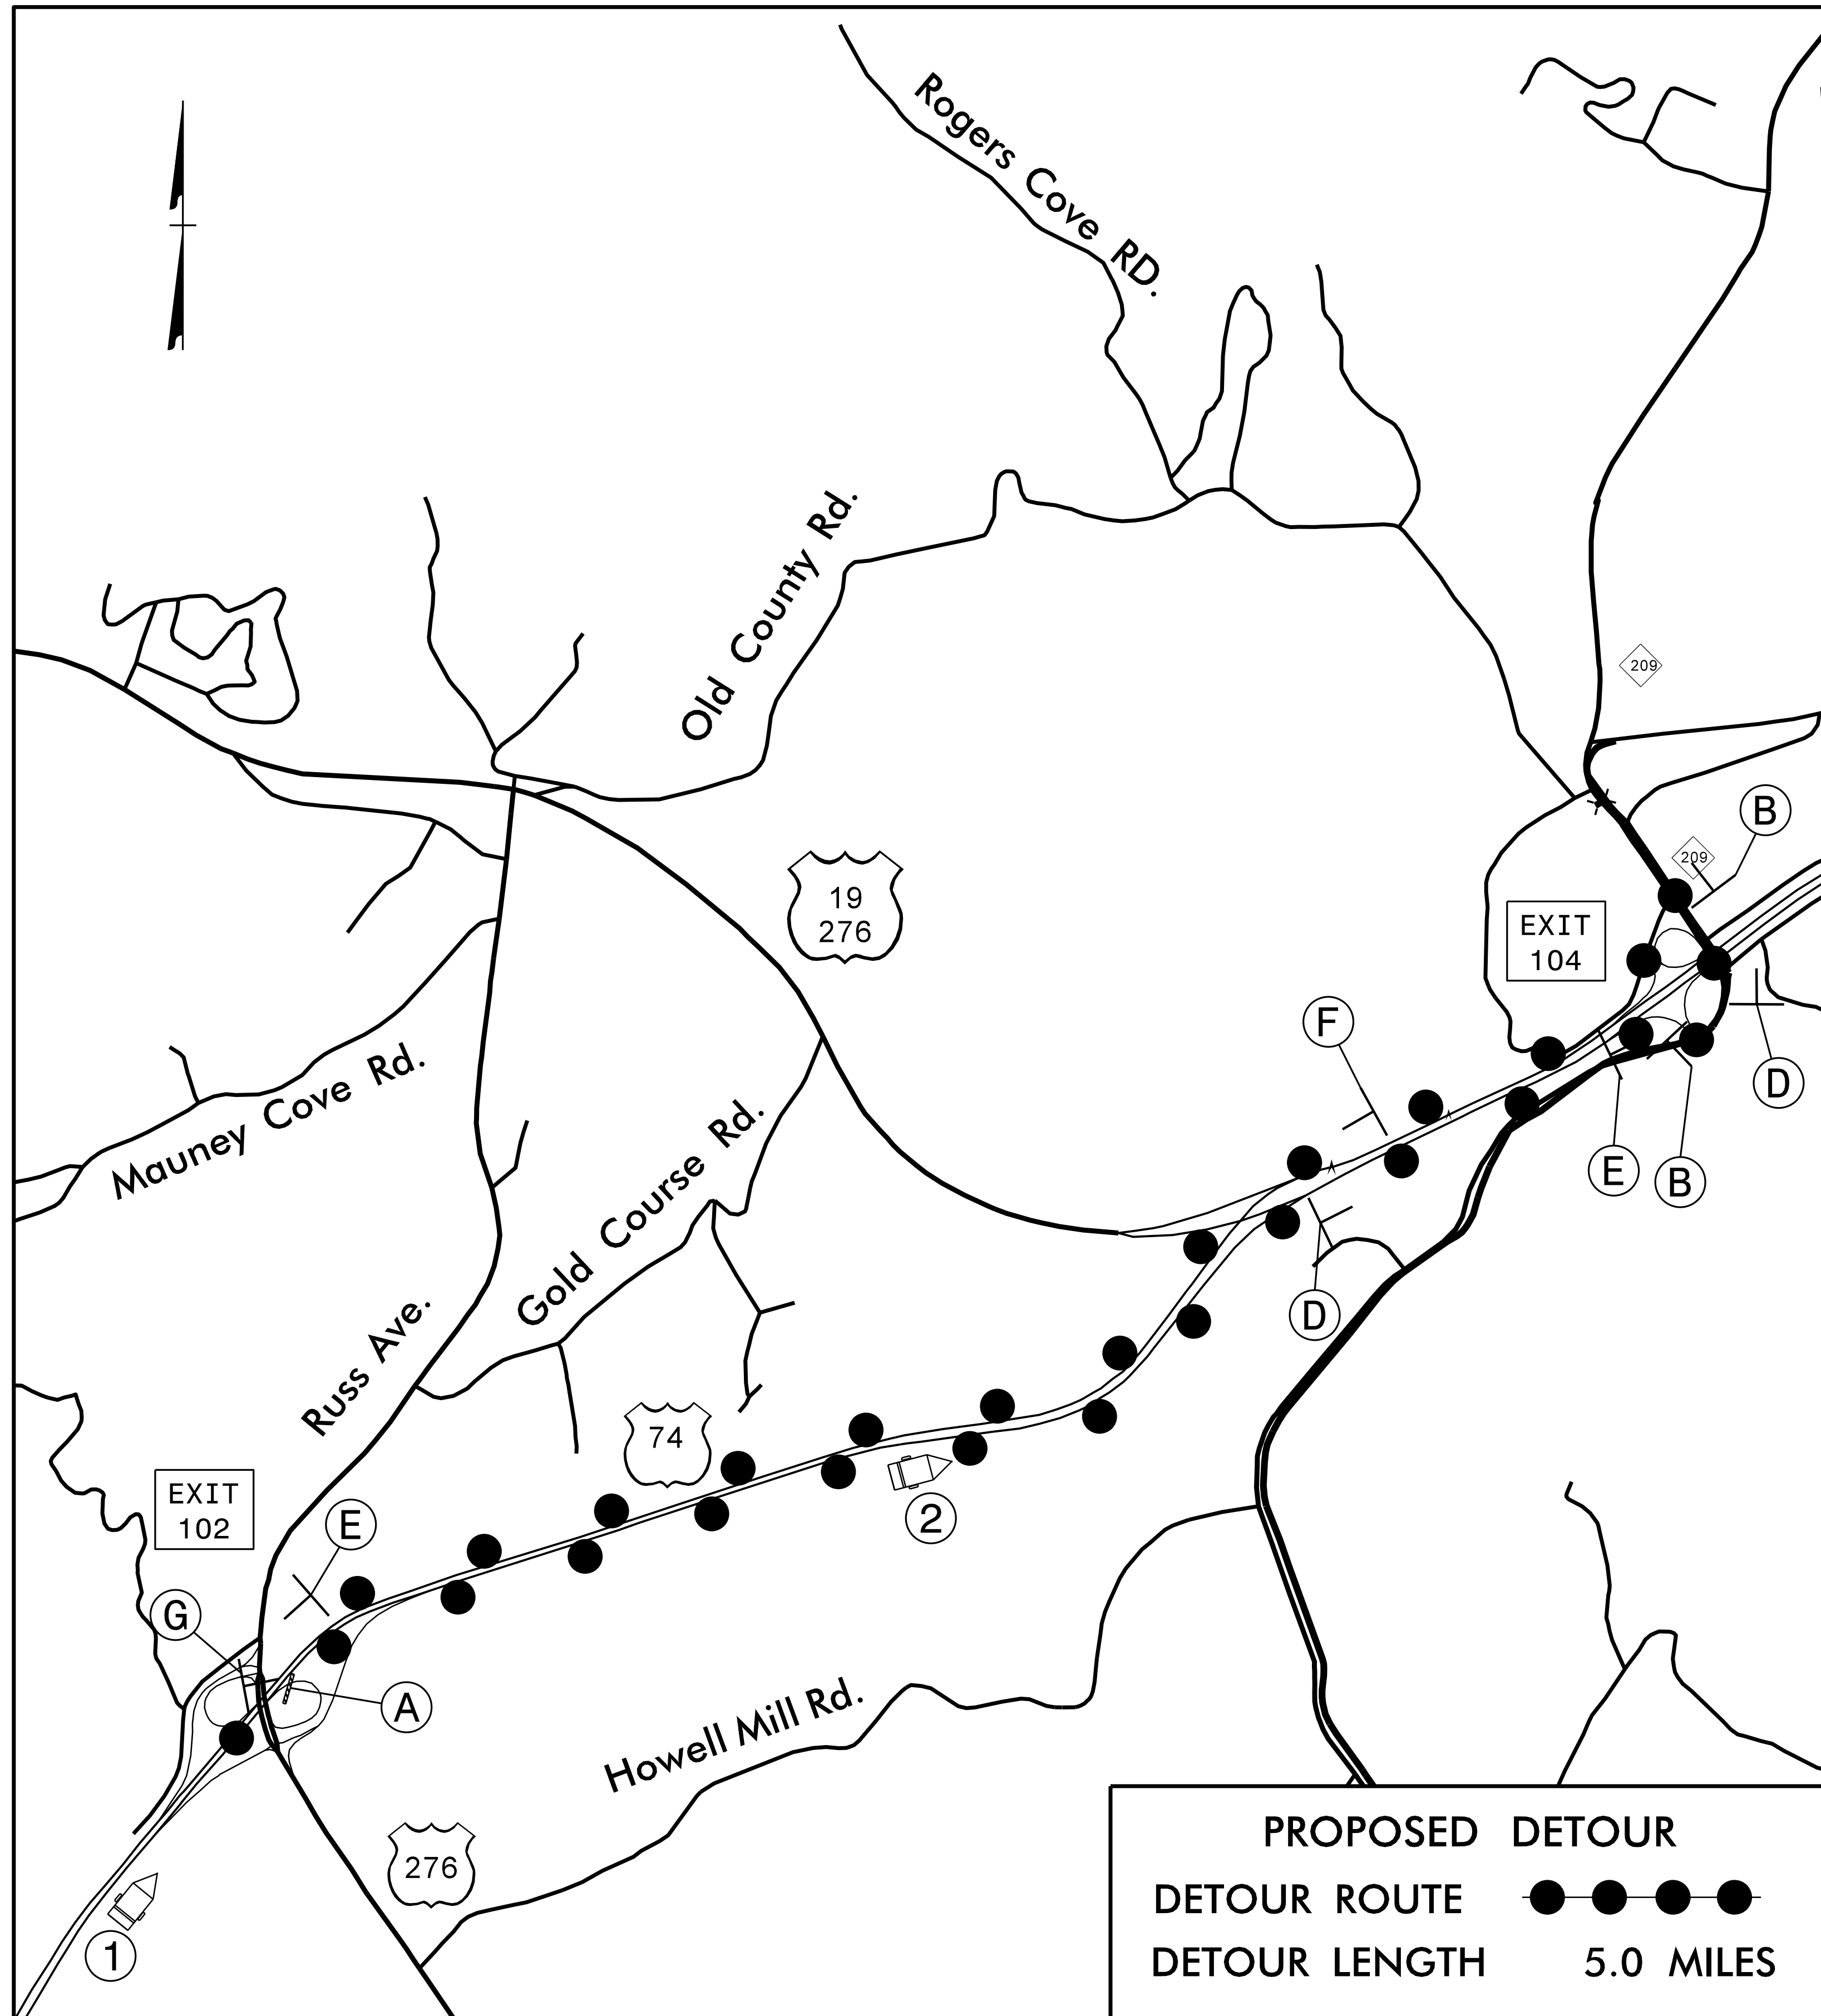 Rogers Cove RD.
Old County Rd.
209
B
209
19
276
EXIT
104
F
D
Mauney Cove Rd.
Gold Course Rd.
E
B
D
Russ Ave.
74
EXIT
102
E
2
G
A
Howell Mill Rd.
276
1
PROPOSED DETOUR
DETOUR ROUTE
DETOUR LENGTH 5.0 MILES